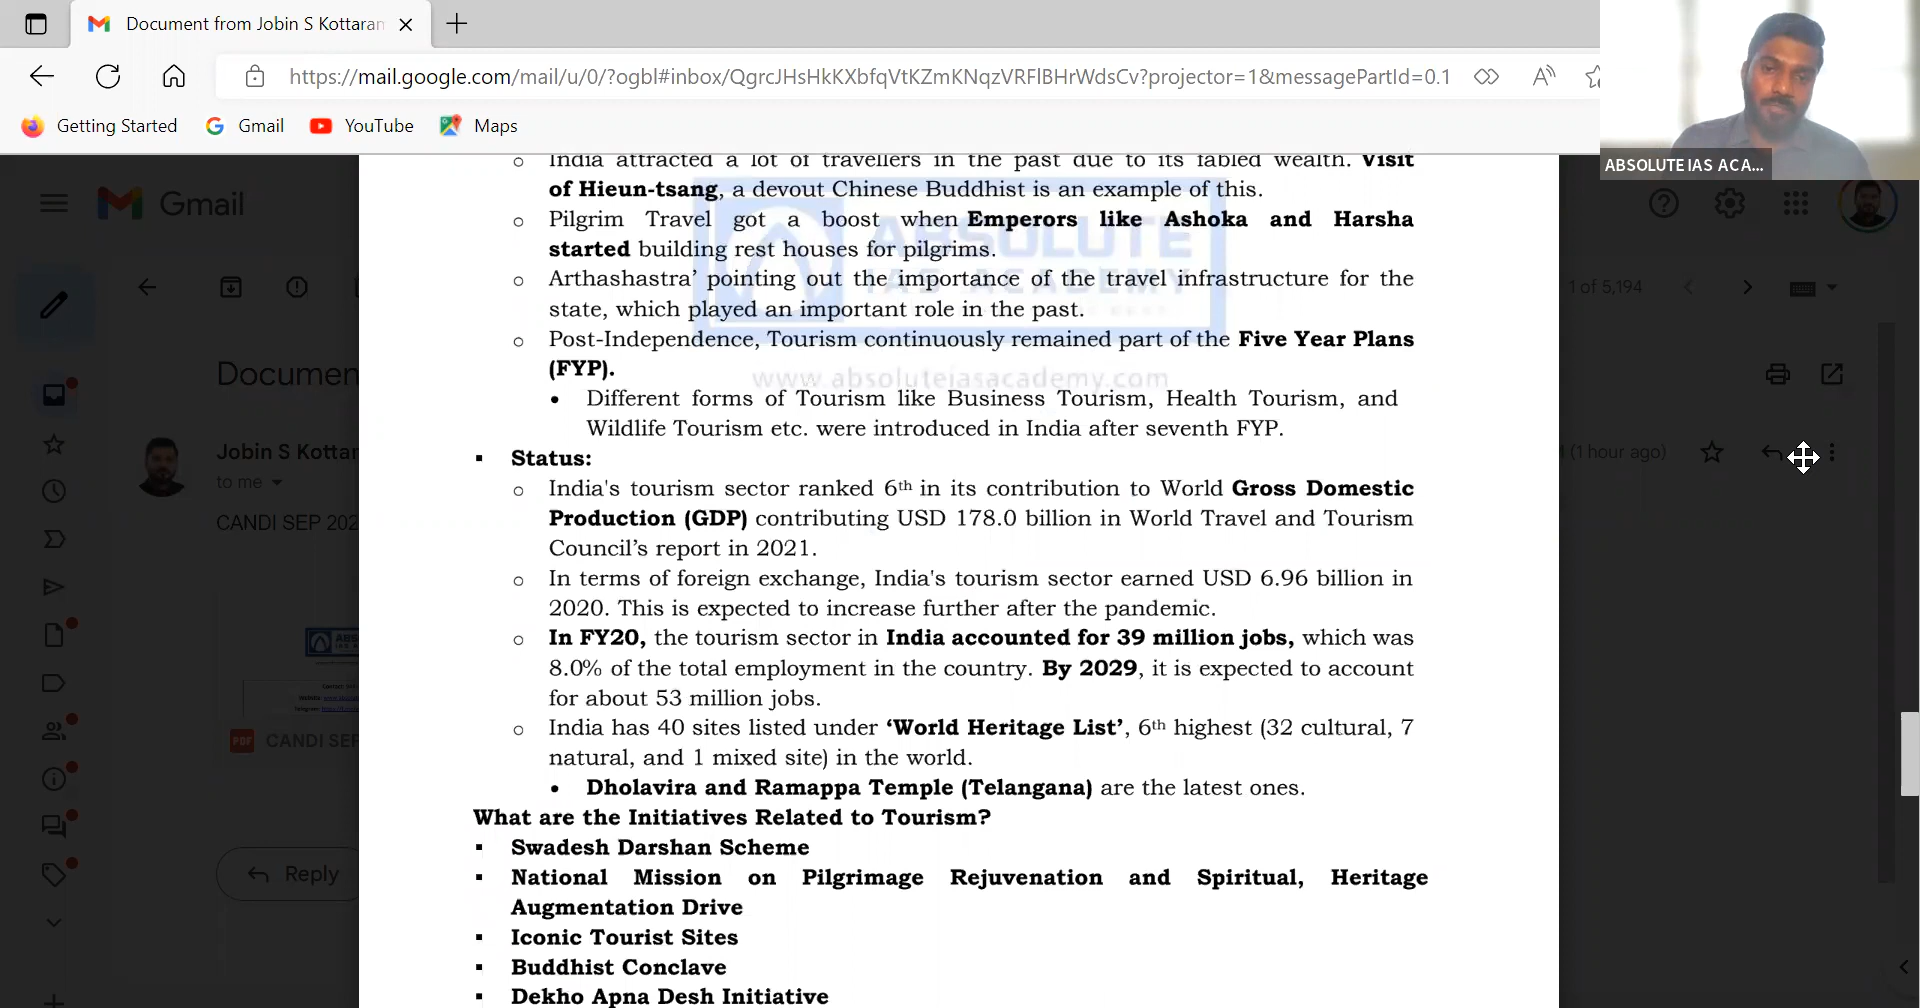 Document from Jobin S Kottaram
https://mail.google.com/mail/u/0/?ogbl#inbox/QgrcJHsHkKXbfqVtKZmKNqzVRFlBHrWdsCv?projector=1&messagePartId=0.1
Getting Started
Gmail
YouTube
Maps
ABSOLUTE IAS ACA...
Gmail
India attracted a lot of travellers in the past due to its fabled wealth. Visit
of Hieun-tsang, a devout Chinese Buddhist is an example of this.
Pilgrim Travel got a boost when Emperors like Ashoka and Harsha
started building rest houses for pilgrims.
Arthashastra’ pointing out the importance of the travel infrastructure for the
state, which played an important role in the past.
Post-Independence, Tourism continuously remained part of the Five Year Plans
(FYP).
Different forms of Tourism like Business Tourism, Health Tourism, and
Wildlife Tourism etc. were introduced in India after seventh FYP.
Status:
India's tourism sector ranked 6th in its contribution to World Gross Domestic
Production (GDP) contributing USD 178.0 billion in World Travel and Tourism
Council’s report in 2021.
In terms of foreign exchange, India's tourism sector earned USD 6.96 billion in
2020. This is expected to increase further after the pandemic.
In FY20, the tourism sector in India accounted for 39 million jobs, which was
8.0% of the total employment in the country. By 2029, it is expected to account
for about 53 million jobs.
India has 40 sites listed under ‘World Heritage List’, 6th highest (32 cultural, 7
natural, and 1 mixed site) in the world.
Dholavira and Ramappa Temple (Telangana) are the latest ones.
What are the Initiatives Related to Tourism?
Swadesh Darshan Scheme
National Mission on Pilgrimage Rejuvenation and Spiritual, Heritage
Augmentation Drive
Iconic Tourist Sites
Buddhist Conclave
Dekho Apna Desh Initiative
ABSOLUTE
IAS ACADEMY
www.absoluteiasacademy.com
1 of 5,194
Documen
Jobin S Kottar
(1 hour ago)
to me
CANDI SEP 202
PDF
CANDI SEP
Reply